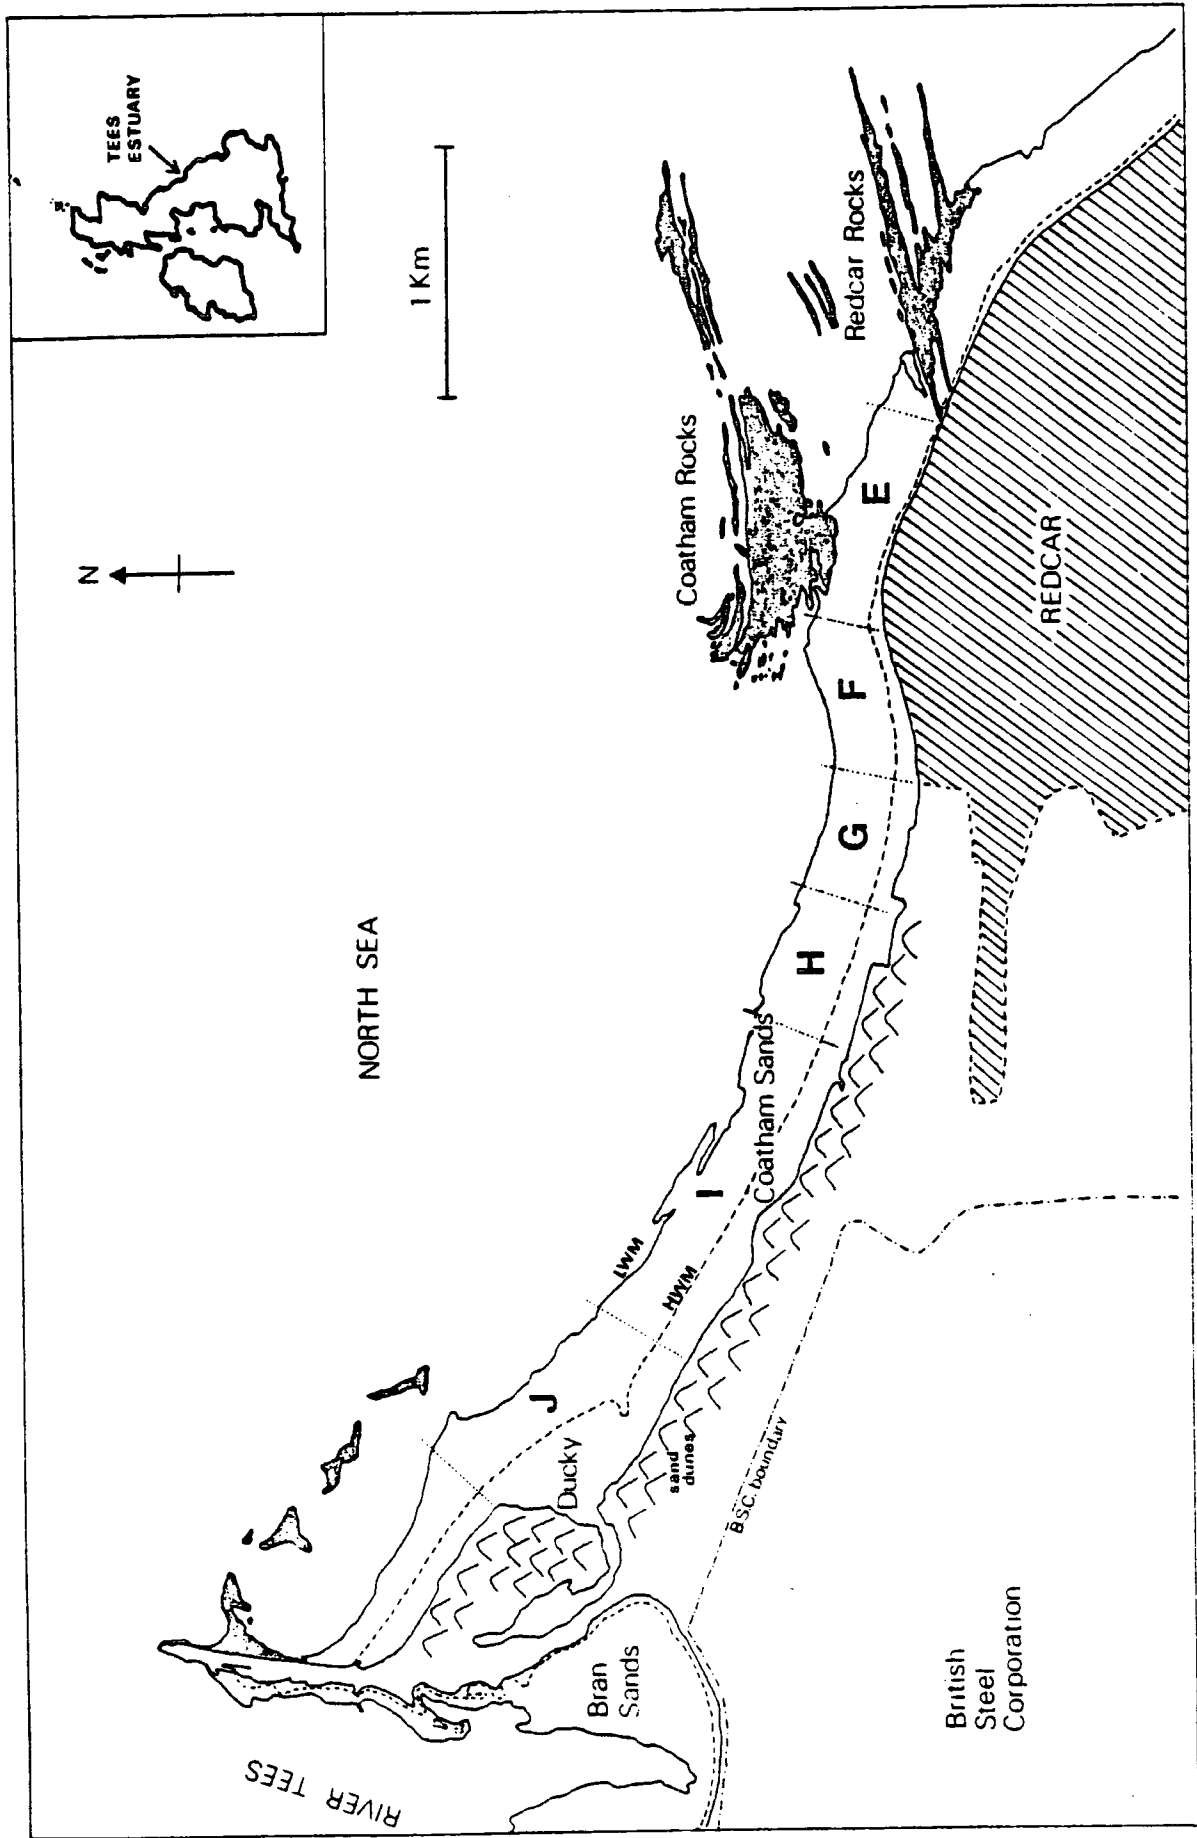 TEES
ESTUARY
N
1 Km
NORTH SEA
Coatham Rocks
Redcar Rocks
RIVER TEES
J
LWM
I
HWM
H
G
F
E
Coatham Sands
Ducky
sand
dunes
Bran
Sands
B.S.C. boundary
British
Steel
Corporation
REDCAR